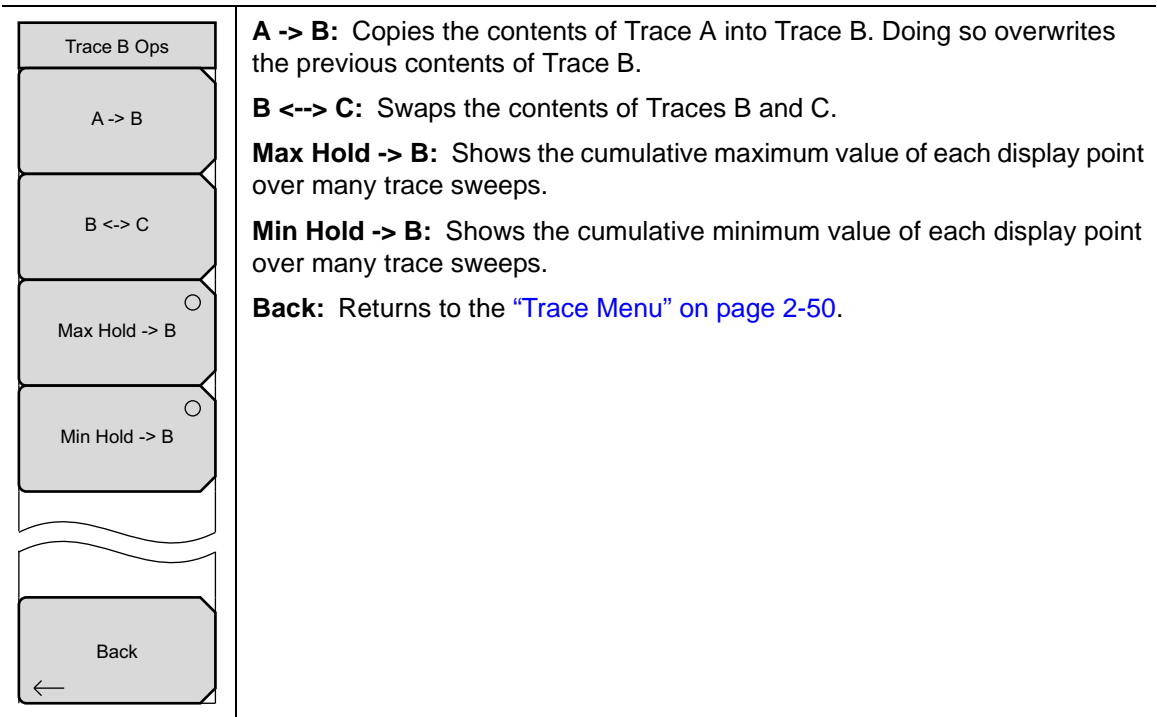 Trace B Ops
A -> B
B <-> C
Max Hold -> B
Min Hold -> B
Back
A -> B: Copies the contents of Trace A into Trace B. Doing so overwrites
the previous contents of Trace B.
B <--> C: Swaps the contents of Traces B and C.
Max Hold -> B: Shows the cumulative maximum value of each display point
over many trace sweeps.
Min Hold -> B: Shows the cumulative minimum value of each display point
over many trace sweeps.
Back: Returns to the “Trace Menu” on page 2-50.